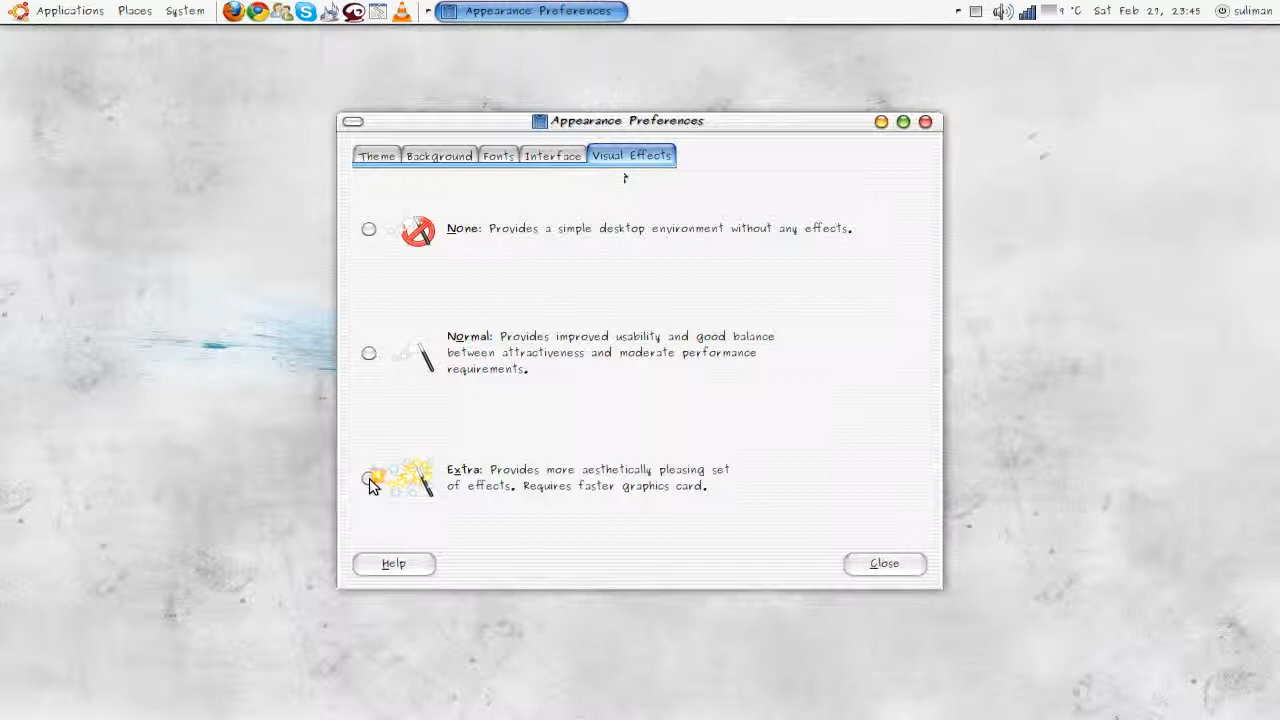 Applications Places System Appearance Preferences 9 °C Sat Feb 27, 23:45 suliman
Appearance Preferences
Theme Background Fonts Interface Visual Effects
None: Provides a simple desktop environment without any effects.
Normal: Provides improved usability and good balance
between attractiveness and moderate performance
requirements.
Extra: Provides more aesthetically pleasing set
of effects. Requires faster graphics card.
Help Close